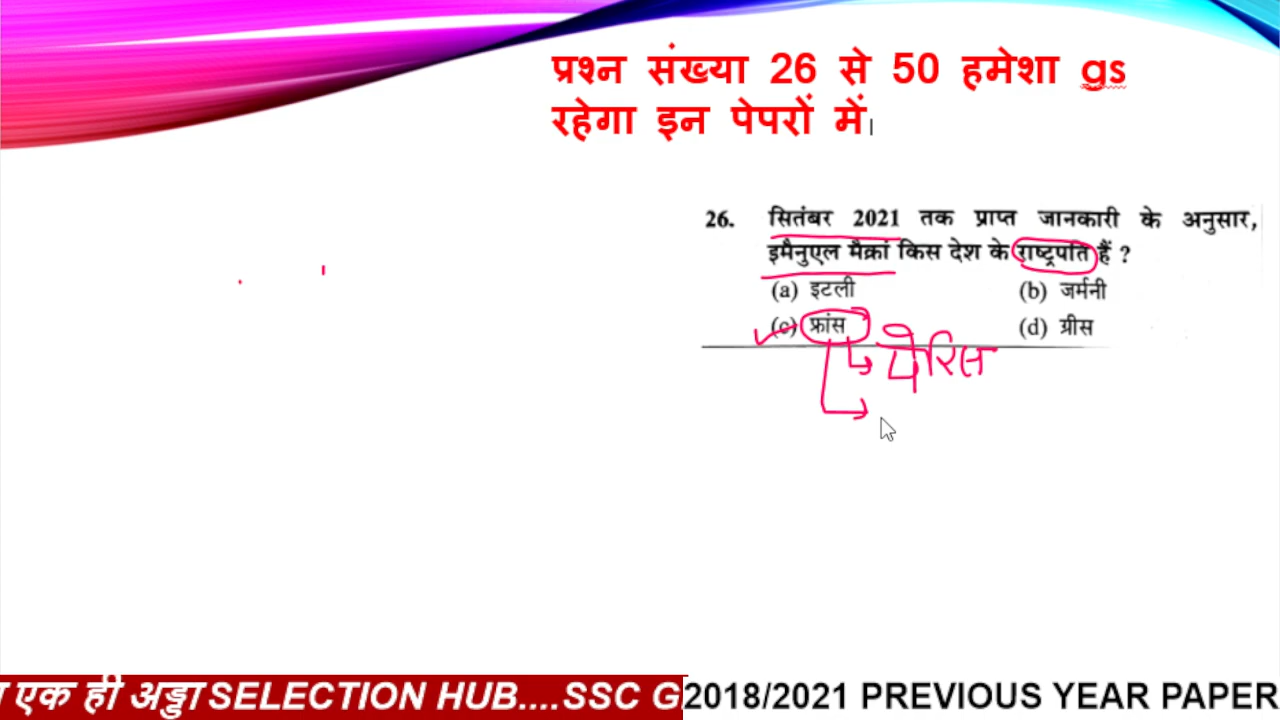 प्रश्न संख्या 26 से 50 हमेशा gs
रहेगा इन पेपरों में।
26. सितंबर 2021 तक प्राप्त जानकारी के अनुसार,
इमैनुएल मैक्रां किस देश के राष्ट्रपति हैं ?
(a) इटली (b) जर्मनी
(c) फ्रांस (d) ग्रीस
पेरिस
एक ही अड्डा SELECTION HUB....SSC G 2018/2021 PREVIOUS YEAR PAPER